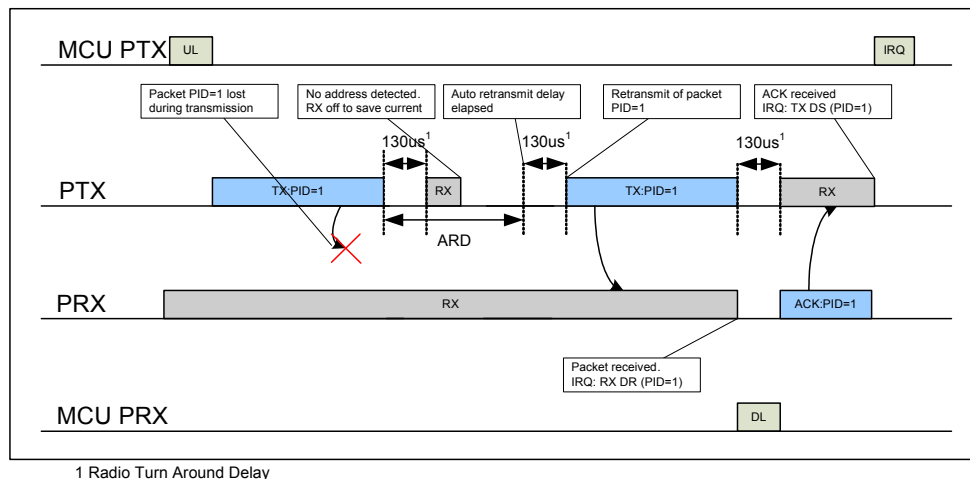 MCU PTX
UL
IRQ
Packet PID=1 lost
during transmission
No address detected.
RX off to save current
Auto retransmit delay
elapsed
Retransmit of packet
PID=1
ACK received
IRQ: TX DS (PID=1)
130us1
130us1
130us1
PTX
TX:PID=1
RX
TX:PID=1
RX
ARD
PRX
RX
ACK:PID=1
Packet received.
IRQ: RX DR (PID=1)
MCU PRX
DL
1 Radio Turn Around Delay